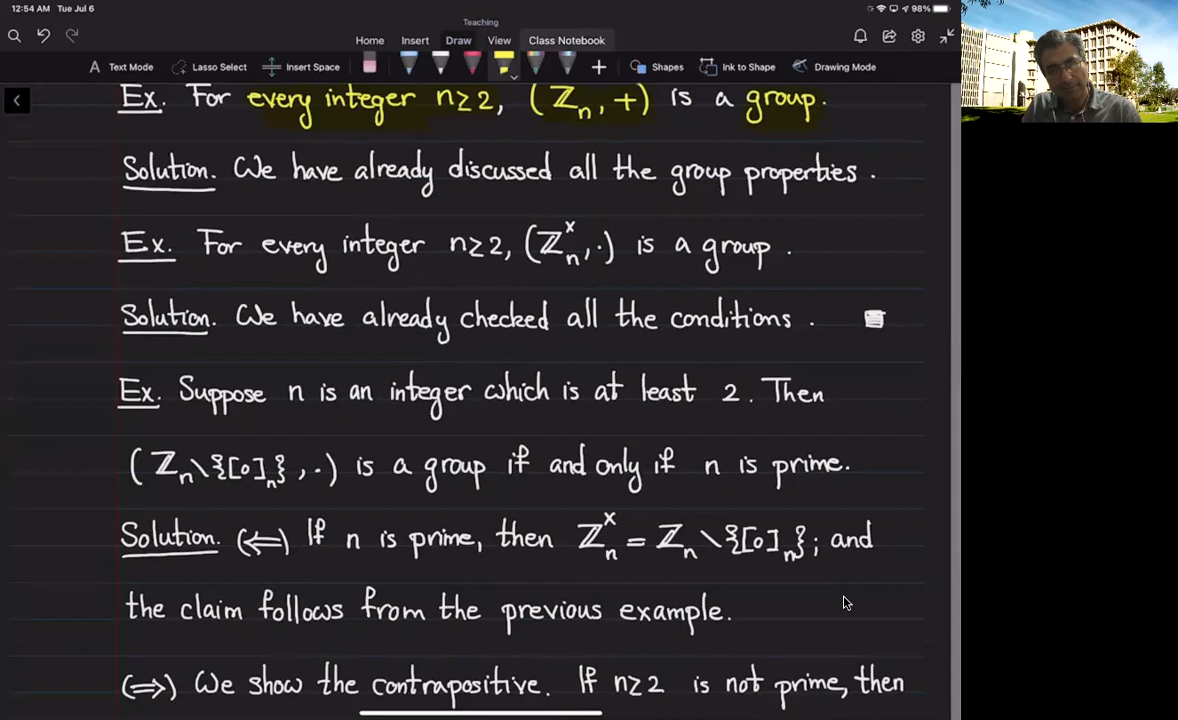 12:54 AM Tue Jul 6
98%
Teaching
Home Insert Draw View Class Notebook
Text Mode Lasso Select Insert Space Shapes Ink to Shape Drawing Mode
Ex. For every integer n≥2, (ℤₙ, +) is a group.
Solution. We have already discussed all the group properties.
Ex. For every integer n≥2, (ℤₙˣ, ·) is a group.
Solution. We have already checked all the conditions.
Ex. Suppose n is an integer which is at least 2. Then
(ℤₙ\{[0]ₙ}, ·) is a group if and only if n is prime.
Solution. (⇐) If n is prime, then ℤₙˣ = ℤₙ\{[0]ₙ}; and
the claim follows from the previous example.
(⇒) We show the contrapositive. If n≥2 is not prime, then